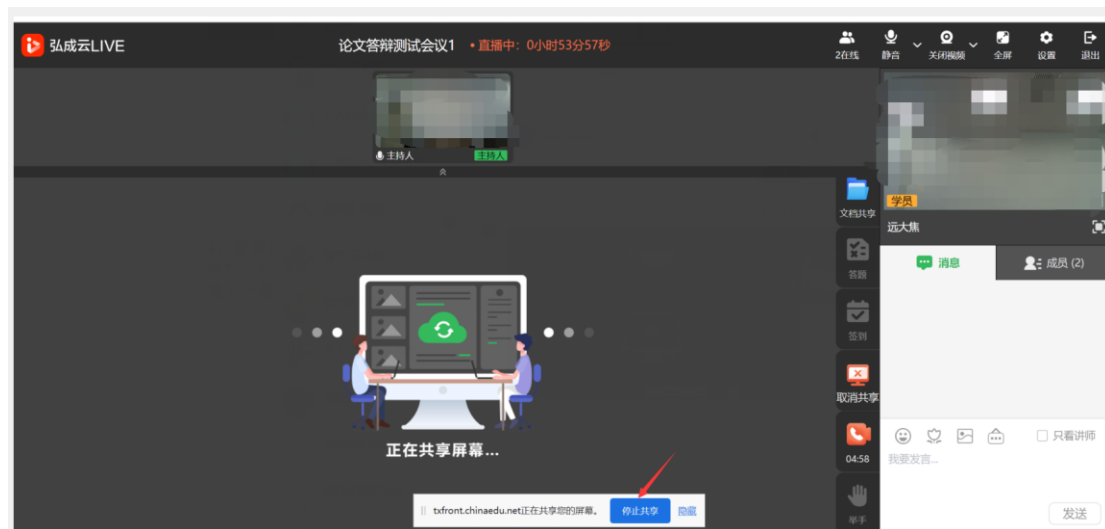 弘成云LIVE
论文答辩测试会议1
• 直播中：0小时53分57秒
2在线
静音
关闭视频
全屏
设置
退出
主持人
主持人
学员
远大焦
文档共享
答题
签到
取消共享
04:58
举手
消息
成员 (2)
正在共享屏幕...
只看讲师
我要发言...
txfront.chinaedu.net正在共享您的屏幕。
停止共享
隐藏
发送